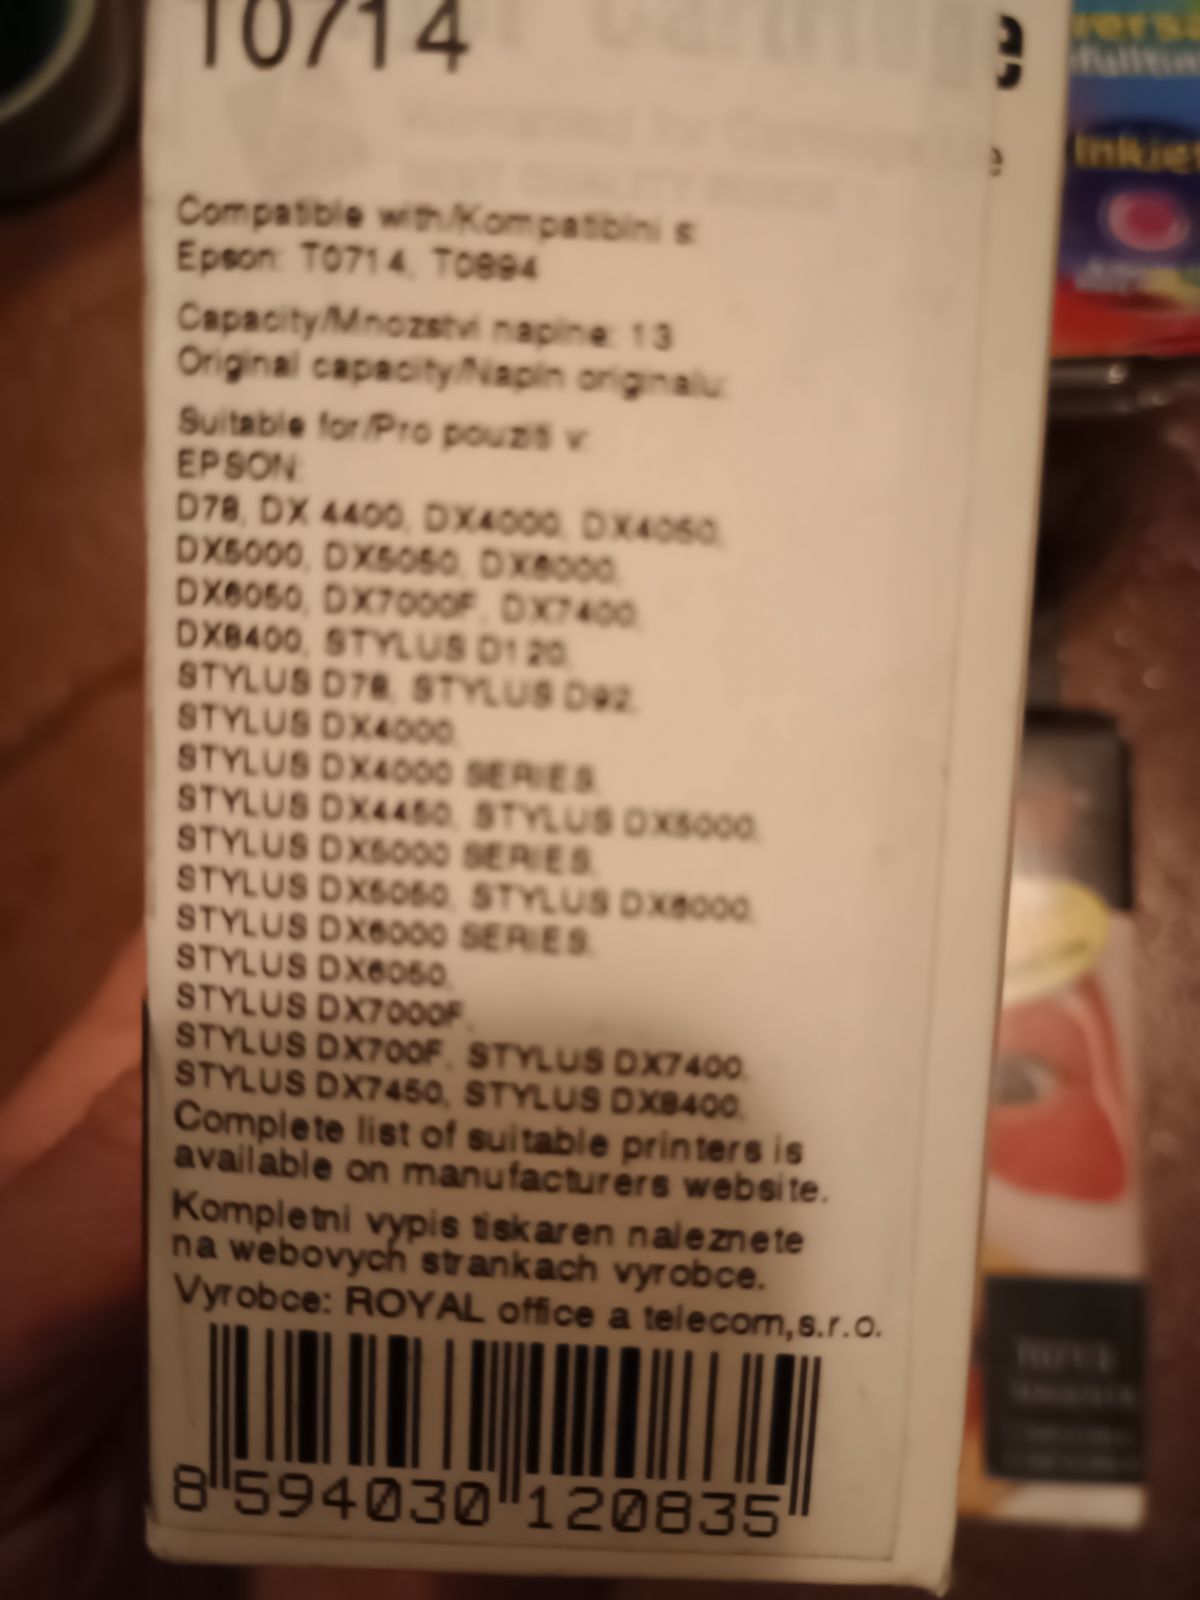 T0714
Compatible with/Kompatibilni s:
Epson: T0714, T0894
Capacity/Mnozstvi naplne: 13
Original capacity/Napln originalu:
Suitable for/Pro pouziti v:
EPSON:
D78, DX 4400, DX4000, DX4050,
DX5000, DX5050, DX6000,
DX6050, DX7000F, DX7400,
DX8400, STYLUS D120,
STYLUS D78, STYLUS D92,
STYLUS DX4000,
STYLUS DX4000 SERIES,
STYLUS DX4450, STYLUS DX5000,
STYLUS DX5000 SERIES,
STYLUS DX5050, STYLUS DX6000,
STYLUS DX6000 SERIES,
STYLUS DX6050,
STYLUS DX7000F,
STYLUS DX700F, STYLUS DX7400,
STYLUS DX7450, STYLUS DX8400,
Complete list of suitable printers is
available on manufacturers website.
Kompletni vypis tiskaren naleznete
na webovych strankach vyrobce.
Vyrobce: ROYAL office a telecom,s.r.o.
8 594030 120835